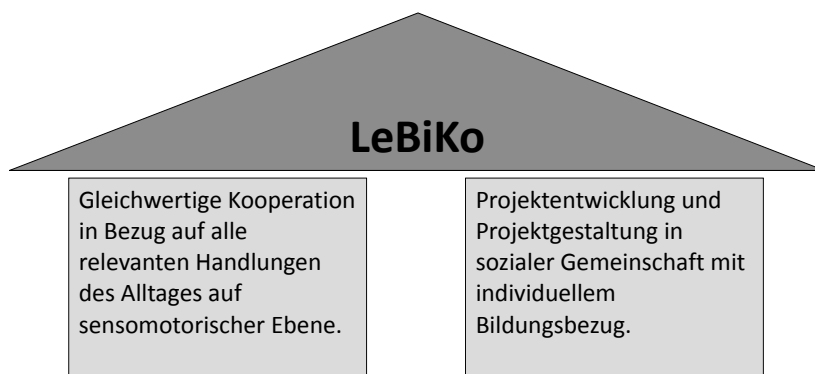 LeBiKo
Gleichwertige Kooperation
in Bezug auf alle
relevanten Handlungen
des Alltages auf
sensomotorischer Ebene.
Projektentwicklung und
Projektgestaltung in
sozialer Gemeinschaft mit
individuellem
Bildungsbezug.